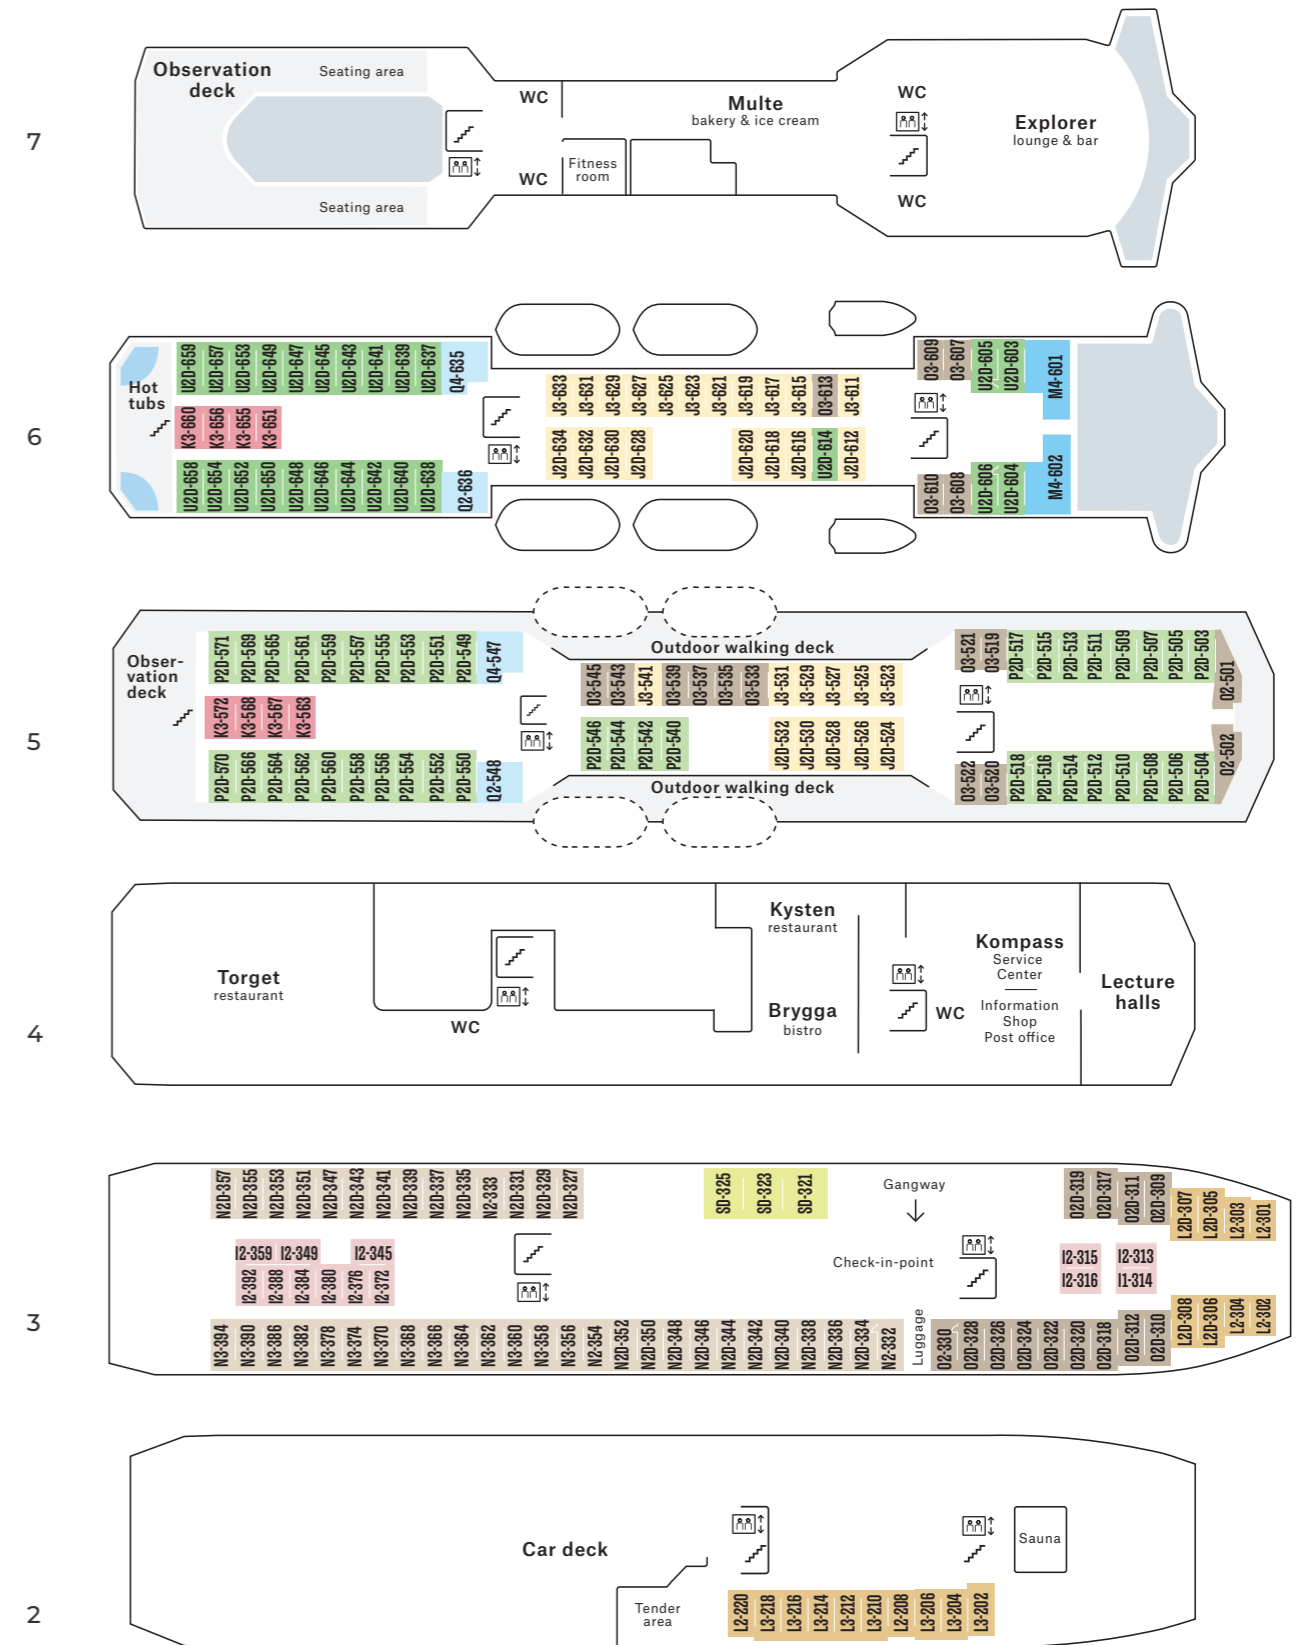 7
Observation
deck
Seating area
Seating area
WC
WC
Fitness
room
Multe
bakery & ice cream
WC
WC
Explorer
lounge & bar
6
Hot
tubs
U2D-659
U2D-657
U2D-653
U2D-649
U2D-647
U2D-645
U2D-643
U2D-641
U2D-639
U2D-637
Q4-635
K3-660
K3-656
K3-655
K3-651
U2D-658
U2D-654
U2D-652
U2D-650
U2D-648
U2D-646
U2D-644
U2D-642
U2D-640
U2D-638
Q2-636
J3-633
J3-631
J3-629
J3-627
J3-625
J3-623
J3-621
J3-619
J3-617
J3-615
O3-613
J3-611
J2D-634
J2D-632
J2D-630
J2D-628
J2D-620
J2D-618
J2D-616
U2D-614
J2D-612
O3-609
O3-607
U2D-605
U2D-603
M4-601
O3-610
O3-608
U2D-606
U2D-604
M4-602
5
Obser-
vation
deck
P2D-571
P2D-569
P2D-565
P2D-561
P2D-559
P2D-557
P2D-555
P2D-553
P2D-551
P2D-549
Q4-547
K3-572
K3-568
K3-567
K3-563
P2D-570
P2D-566
P2D-564
P2D-562
P2D-560
P2D-558
P2D-556
P2D-554
P2D-552
P2D-550
Q2-548
Outdoor walking deck
O3-545
O3-543
J3-541
O3-539
O3-537
O3-535
O3-533
J3-531
J3-529
J3-527
J3-525
J3-523
P2D-546
P2D-544
P2D-542
P2D-540
J2D-532
J2D-530
J2D-528
J2D-526
J2D-524
Outdoor walking deck
O3-521
O3-519
P2D-517
P2D-515
P2D-513
P2D-511
P2D-509
P2D-507
P2D-505
P2D-503
O2-501
O3-522
O3-520
P2D-518
P2D-516
P2D-514
P2D-512
P2D-510
P2D-508
P2D-506
P2D-504
O2-502
4
Torget
restaurant
WC
Kysten
restaurant
Brygga
bistro
WC
Kompass
Service
Center
Information
Shop
Post office
Lecture
halls
3
N2D-357
N2D-355
N2D-353
N2D-351
N2D-347
N2D-343
N2D-341
N2D-339
N2D-337
N2D-335
N2-333
N2D-331
N2D-329
N2D-327
I2-359
I2-349
I2-345
I2-392
I2-388
I2-384
I2-380
I2-376
I2-372
N3-394
N3-390
N3-386
N3-382
N3-378
N3-374
N3-370
N3-368
N3-366
N3-364
N3-362
N3-360
N3-358
N3-356
N2-354
N2D-352
N2D-350
N2D-348
N2D-346
N2D-344
N2D-342
N2D-340
N2D-338
N2D-336
N2D-334
N2-332
SD-325
SD-323
SD-321
Gangway
Check-in-point
Luggage
O2D-319
O2D-317
O2D-311
O2D-309
L2D-307
L2D-305
L2-303
L2-301
I2-315
I2-313
I2-316
I1-314
O2-330
O2D-328
O2D-326
O2D-324
O2D-322
O2D-320
O2D-318
O2D-312
O2D-310
L2D-308
L2D-306
L2-304
L2-302
2
Car deck
Tender
area
Sauna
L2-220
L3-218
L3-216
L3-214
L3-212
L3-210
L2-208
L3-206
L3-204
L3-202